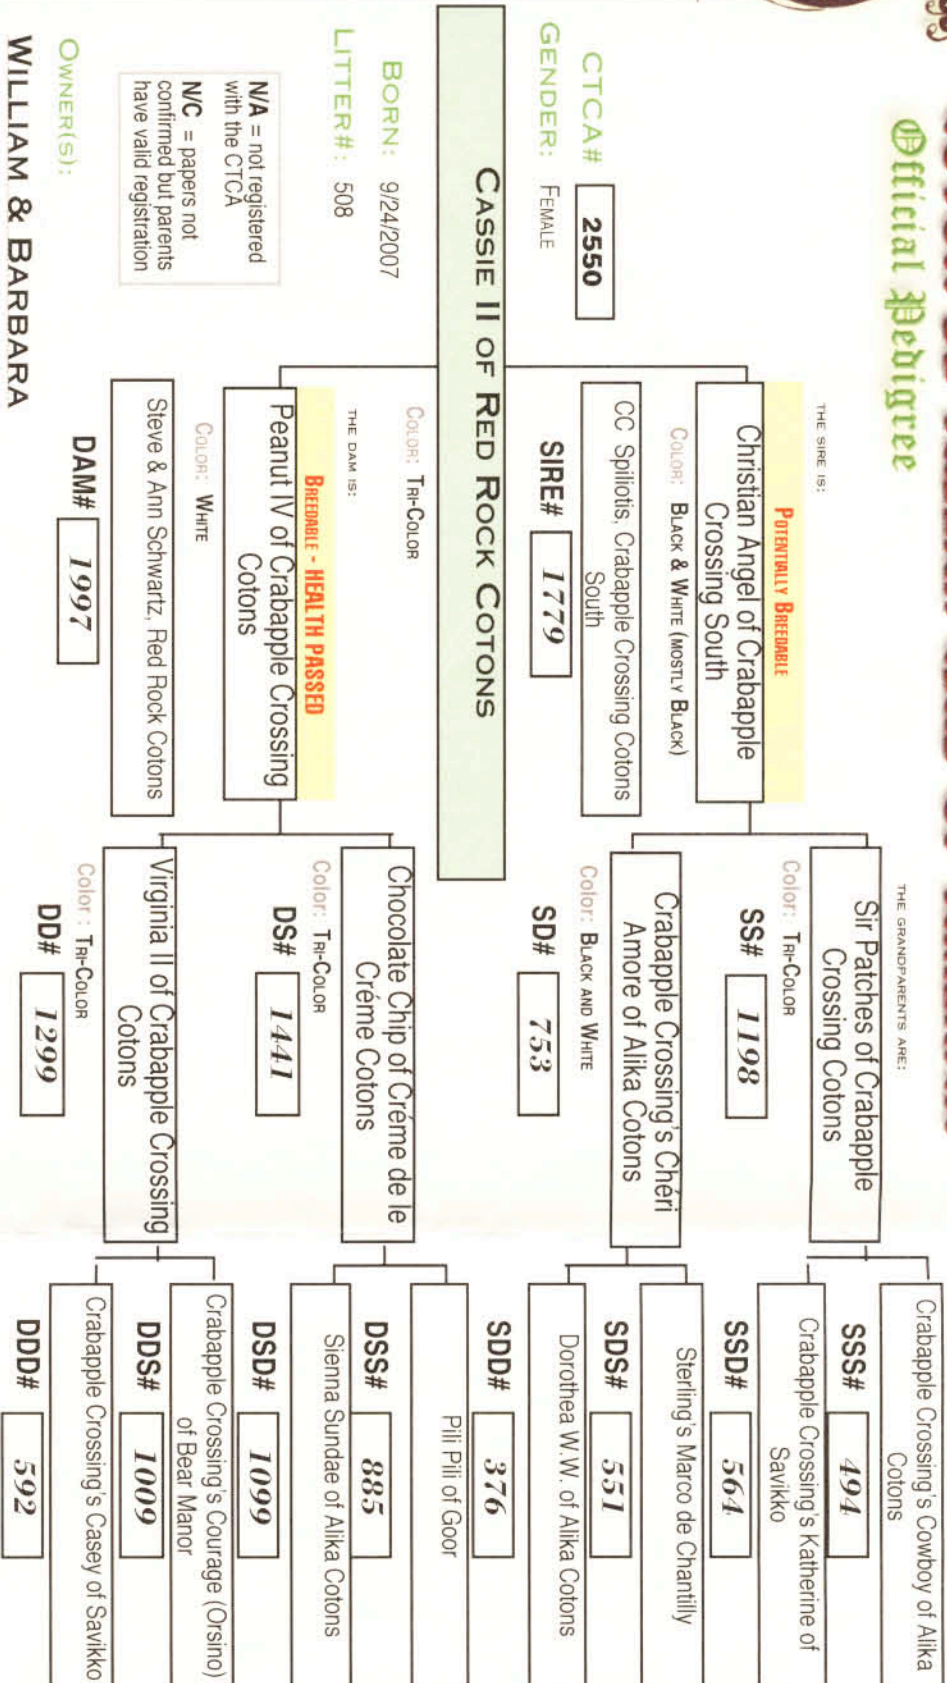 Official Pedigree
CTCA# 2550
GENDER: FEMALE
CASSIE II OF RED ROCK COTONS
BORN: 9/24/2007
LITTER#: 508
N/A = not registered
with the CTCA
N/C = papers not
confirmed but parents
have valid registration
OWNER(S):
WILLIAM & BARBARA
THE SIRE IS:
POTENTIALLY BREEDABLE
Christian Angel of Crabapple
Crossing South
COLOR: BLACK & WHITE (MOSTLY BLACK)
CC Spiliotis, Crabapple Crossing Cotons
South
SIRE# 1779
COLOR: TRI-COLOR
THE DAM IS:
BREEDABLE - HEALTH PASSED
Peanut IV of Crabapple Crossing
Cotons
COLOR: WHITE
Steve & Ann Schwartz, Red Rock Cotons
DAM# 1997
THE GRANDPARENTS ARE:
Sir Patches of Crabapple
Crossing Cotons
Color: TRI-COLOR
SS# 1198
Crabapple Crossing's Chéri
Amore of Alika Cotons
Color: BLACK AND WHITE
SD# 753
Chocolate Chip of Créme de le
Créme Cotons
Color: TRI-COLOR
DS# 1441
Virginia II of Crabapple Crossing
Cotons
Color : TRI-COLOR
DD# 1299
Crabapple Crossing's Cowboy of Alika
Cotons
SSS# 494
Crabapple Crossing's Katherine of
Savikko
SSD# 564
Sterling's Marco de Chantilly
SDS# 551
Dorothea W.W. of Alika Cotons
SDD# 376
Pili Pili of Goor
DSS# 885
Sienna Sundae of Alika Cotons
DSD# 1099
Crabapple Crossing's Courage (Orsino)
of Bear Manor
DDS# 1009
Crabapple Crossing's Casey of Savikko
DDD# 592